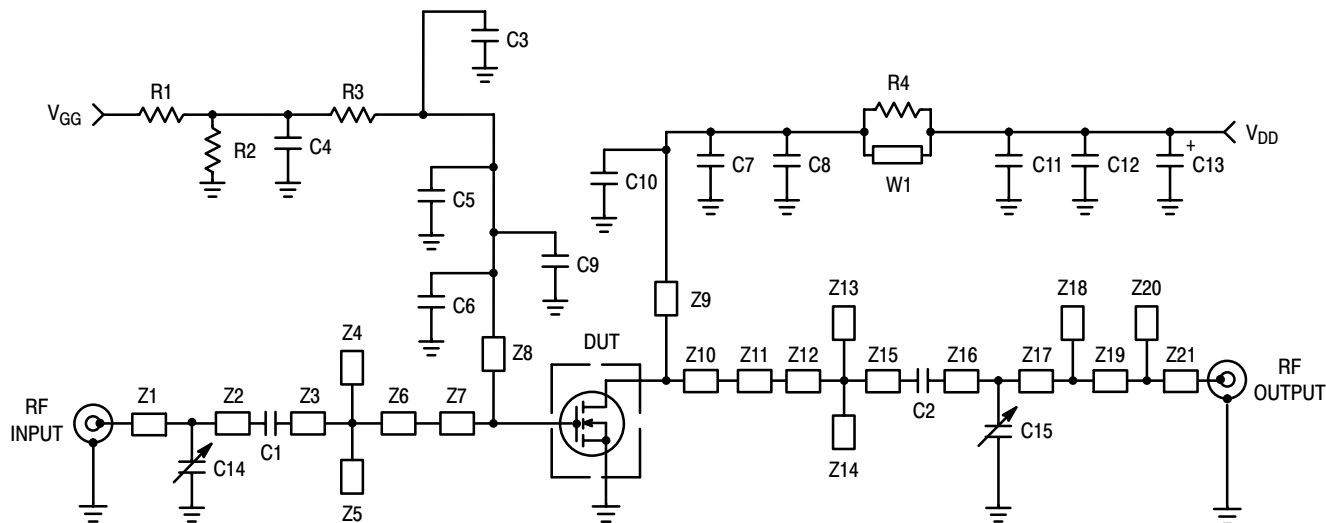 C3
R1
R3
R4
VGG
VDD
R2
C4
C7
C8
C11
C12
+
C13
C10
W1
C5
C9
C6
Z9
Z13
Z18
Z20
Z4
Z8
DUT
Z10
Z11
Z12
Z15
Z16
Z17
Z19
Z21
RF
OUTPUT
RF
INPUT
Z1
Z2
Z3
Z6
Z7
C2
C1
C14
C15
Z14
Z5